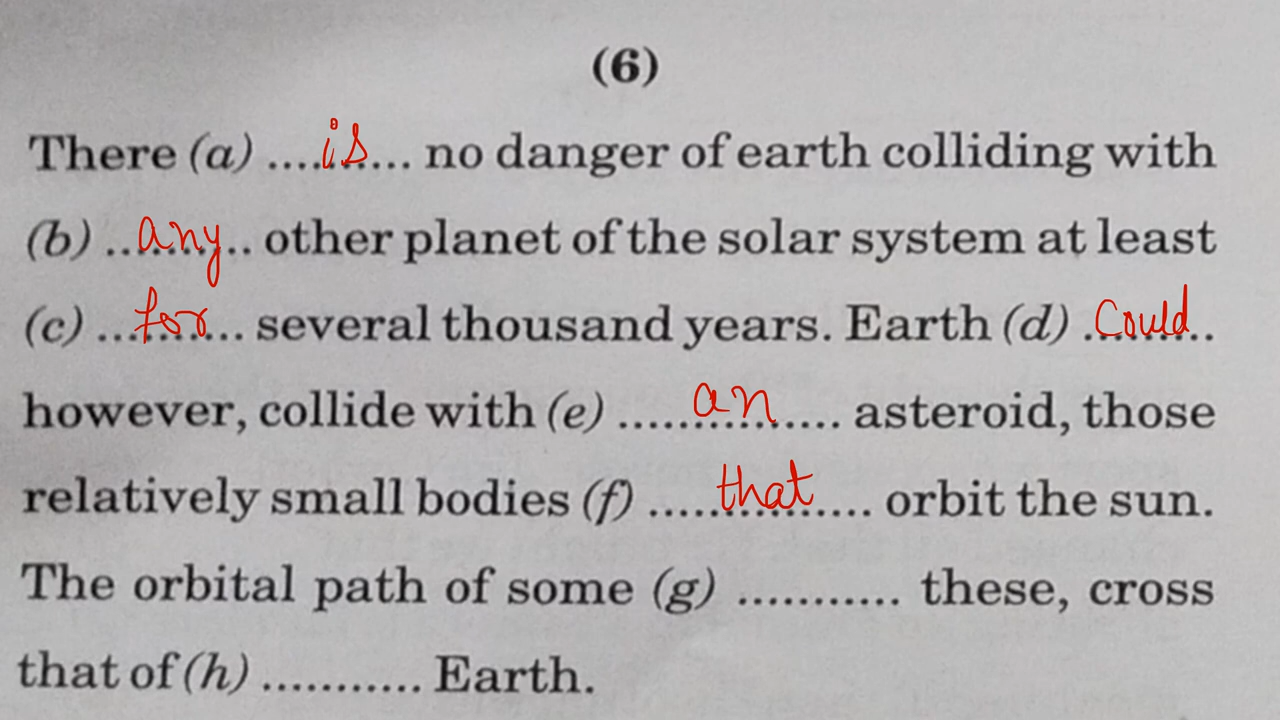 (6)
There (a) ....is.... no danger of earth colliding with
(b) ..any.. other planet of the solar system at least
(c) ...for... several thousand years. Earth (d) .Could..
however, collide with (e) .....an..... asteroid, those
relatively small bodies (f) .....that.... orbit the sun.
The orbital path of some (g) ........... these, cross
that of (h) ........... Earth.